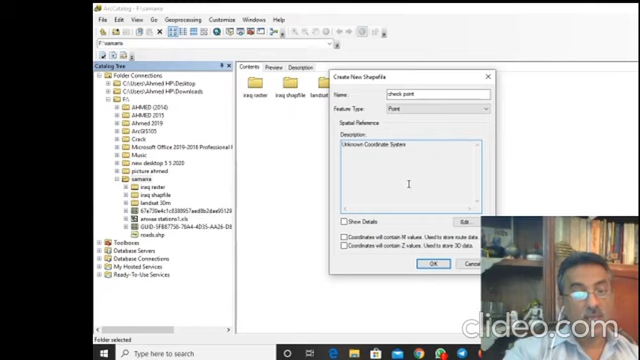 ArcCatalog - F:\samarra
File Edit View Go Geoprocessing Customize Windows Help
F:\samarra
Catalog Tree
Folder Connections
C:\Users\Ahmed HP\Desktop
C:\Users\Ahmed HP\Downloads
F:\
AHMED (2014)
AHMED 2015
Ahmed 2019
ArcGIS105
Crack
Microsoft Office 2019-2016-2013-2010
Music
new desktop 5 5 2020
picture ahmed
samarra
iraq raster
iraq shapfile
landsat 30m
anwaa stations1.xls
roads.shp
Toolboxes
Database Servers
Database Connections
My Hosted Services
Ready-To-Use Services
Contents Preview Description
iraq raster iraq shapfile landsat
Create New Shapefile
Name: check point
Feature Type: Point
Spatial Reference
Description:
Unknown Coordinate System
Show Details Edit...
Coordinates will contain M values. Used to store route data.
Coordinates will contain Z values. Used to store 3D data.
OK Cancel
Folder selected
Type here to search
clideo.com